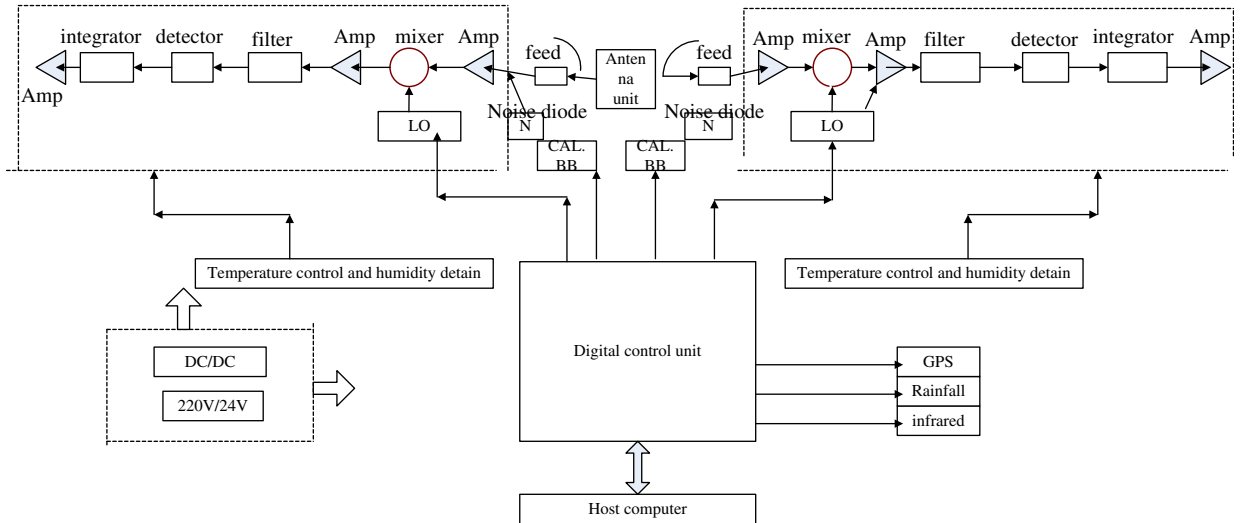 integrator
detector
filter
Amp
mixer
Amp
feed
Anten
na
unit
feed
Amp
mixer
Amp
filter
detector
integrator
Amp
Amp
LO
Noise diode
N
CAL.
BB
Noise diode
N
CAL.
BB
LO
Temperature control and humidity detain
Temperature control and humidity detain
DC/DC
220V/24V
Digital control unit
GPS
Rainfall
infrared
Host computer